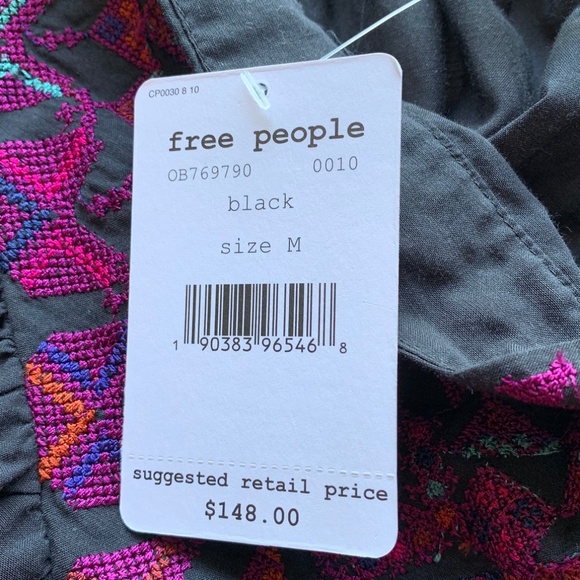 CP0030 8 10
free people
OB769790 0010
black
size M
1 90383 96546 8
suggested retail price
$148.00